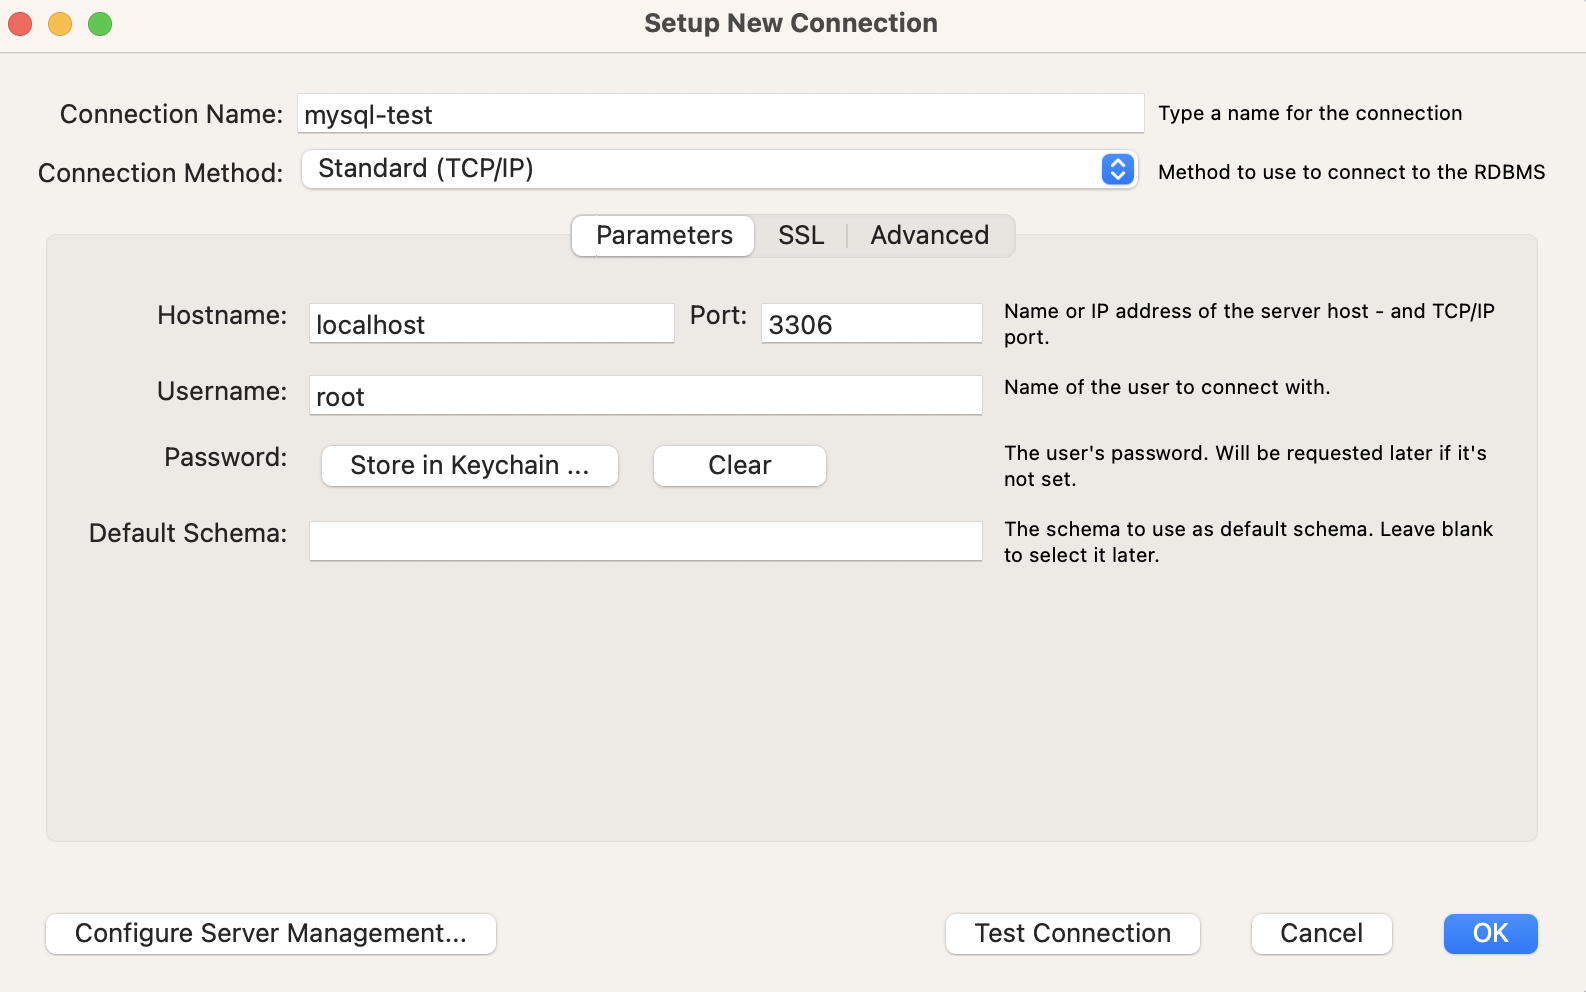 Setup New Connection
Connection Name: mysql-test Type a name for the connection
Connection Method: Standard (TCP/IP) Method to use to connect to the RDBMS
Parameters SSL Advanced
Hostname: localhost Port: 3306 Name or IP address of the server host - and TCP/IP
port.
Username: root Name of the user to connect with.
Password: Store in Keychain ... Clear The user's password. Will be requested later if it's
not set.
Default Schema: The schema to use as default schema. Leave blank
to select it later.
Configure Server Management... Test Connection Cancel OK